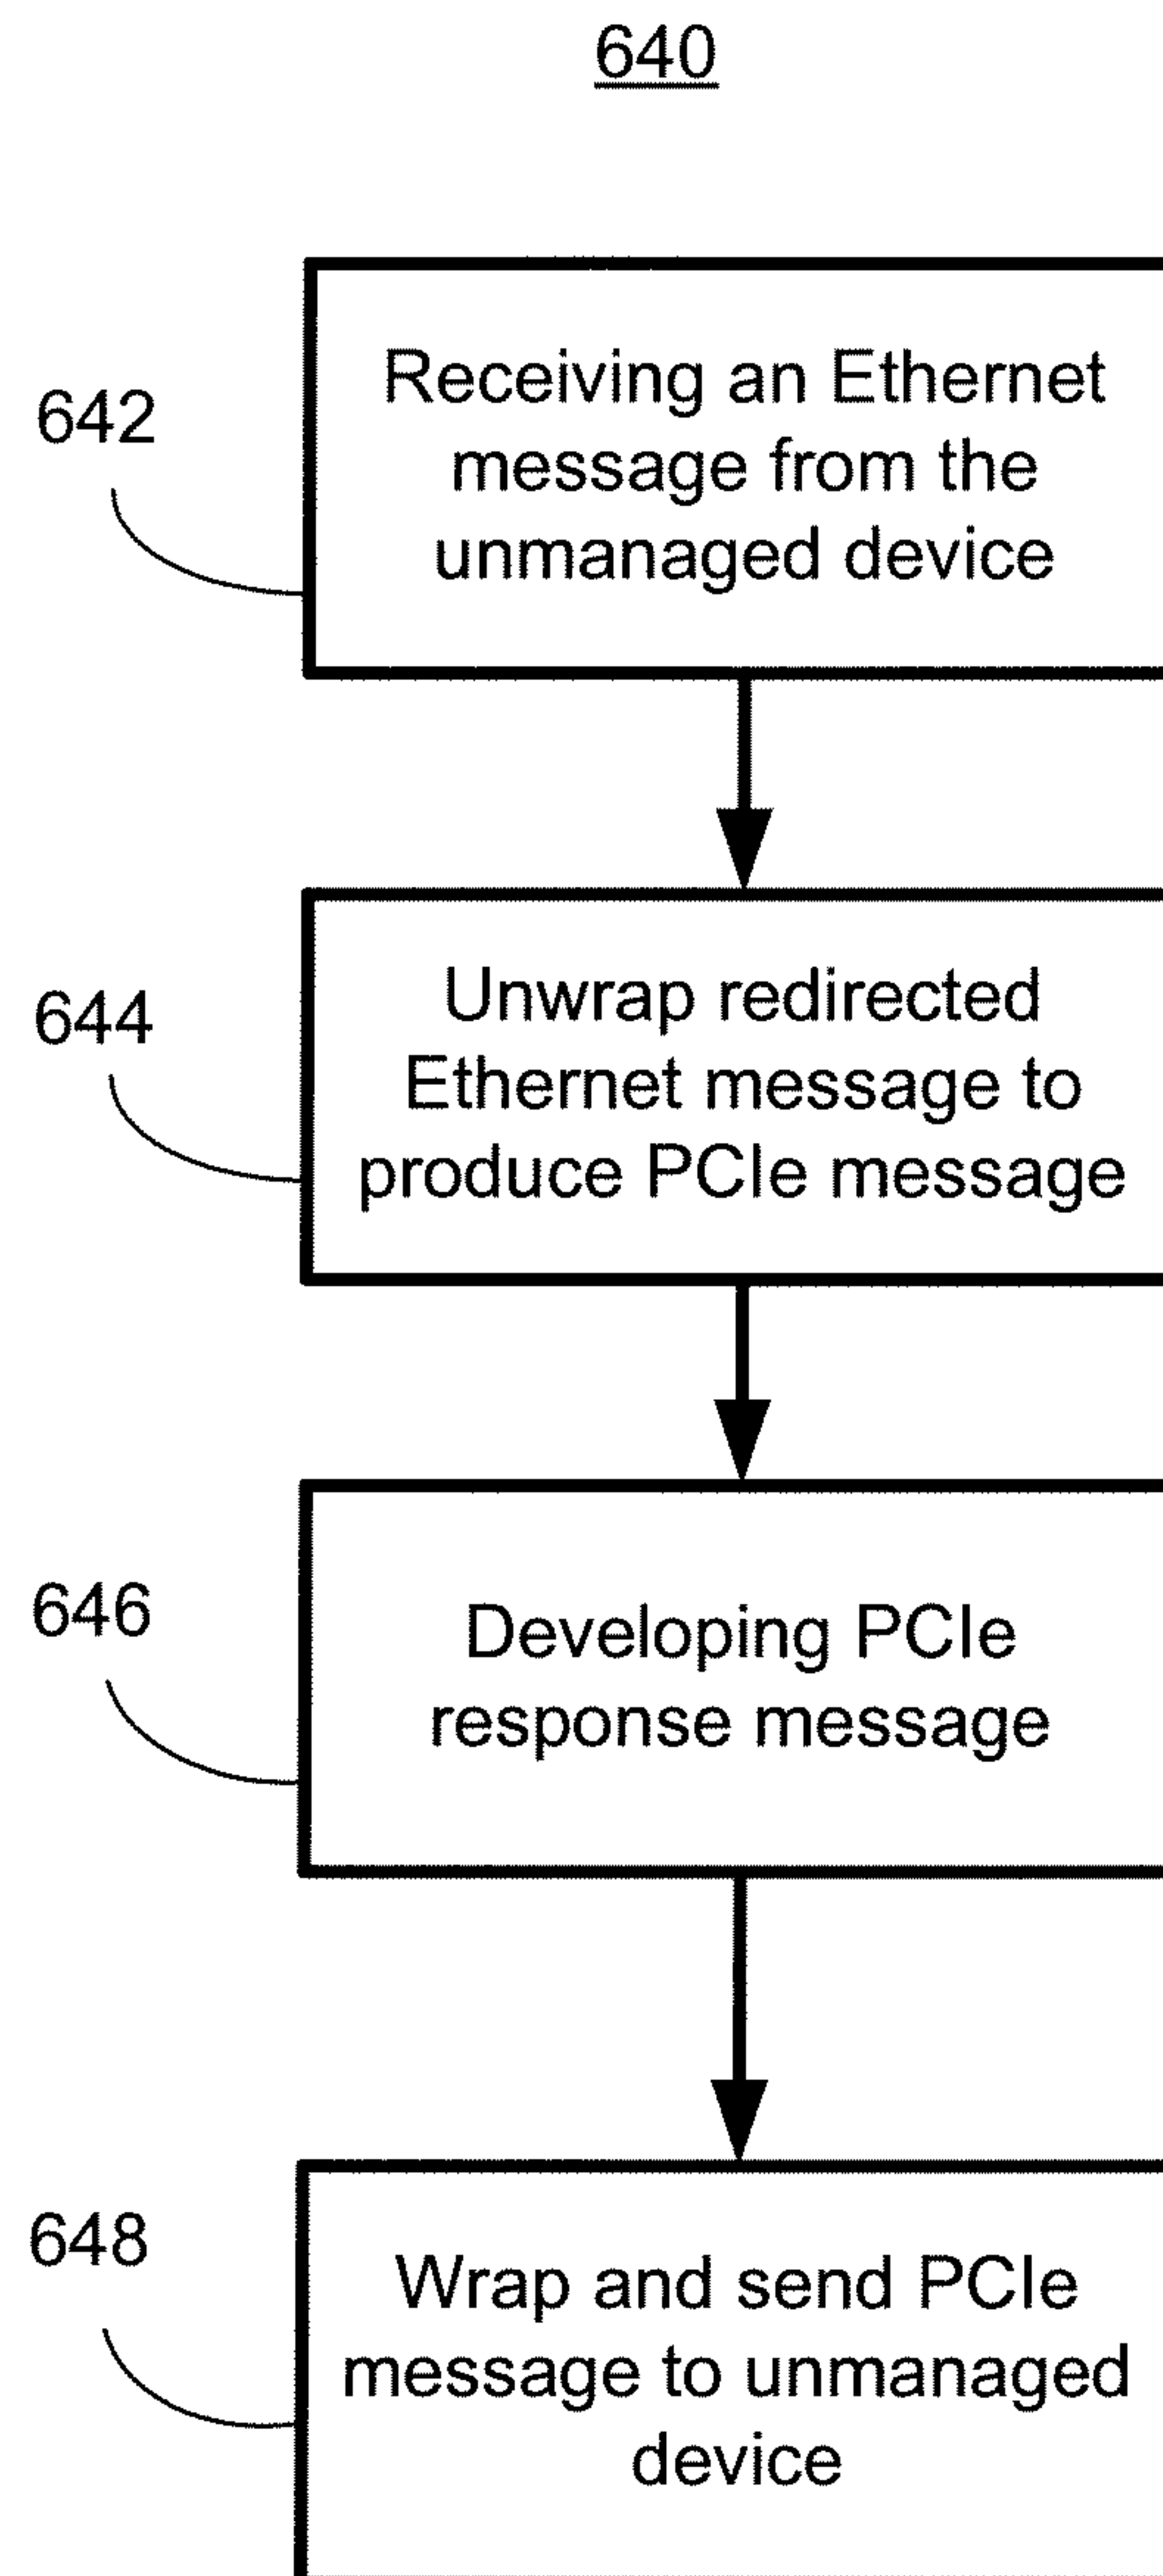 640
642
Receiving an Ethernet
message from the
unmanaged device
644
Unwrap redirected
Ethernet message to
produce PCIe message
646
Developing PCIe
response message
648
Wrap and send PCIe
message to unmanaged
device